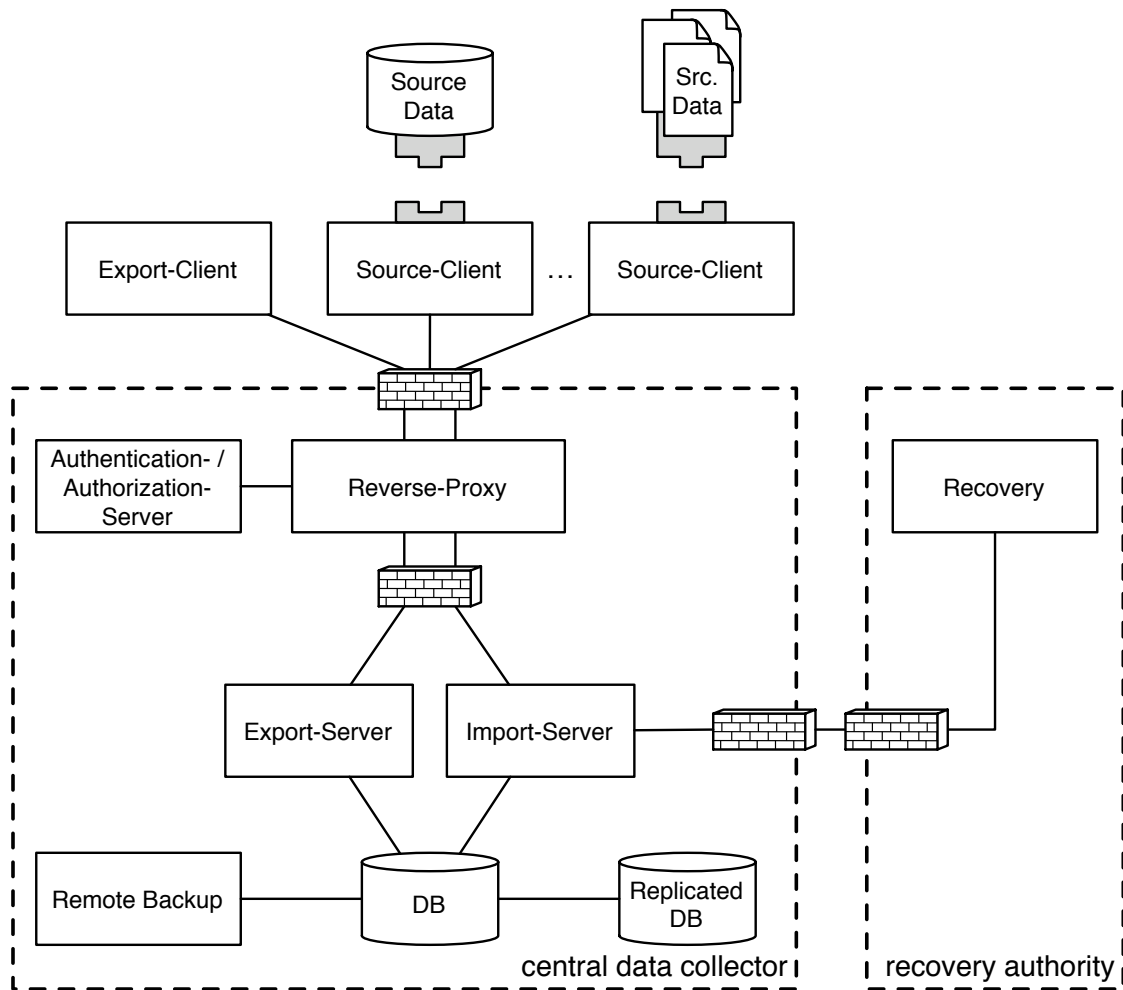 Source
Data
Src.
Data
Export-Client
Source-Client
...
Source-Client
Authentication- /
Authorization-
Server
Reverse-Proxy
Recovery
Export-Server
Import-Server
Remote Backup
DB
Replicated
DB
central data collector
recovery authority